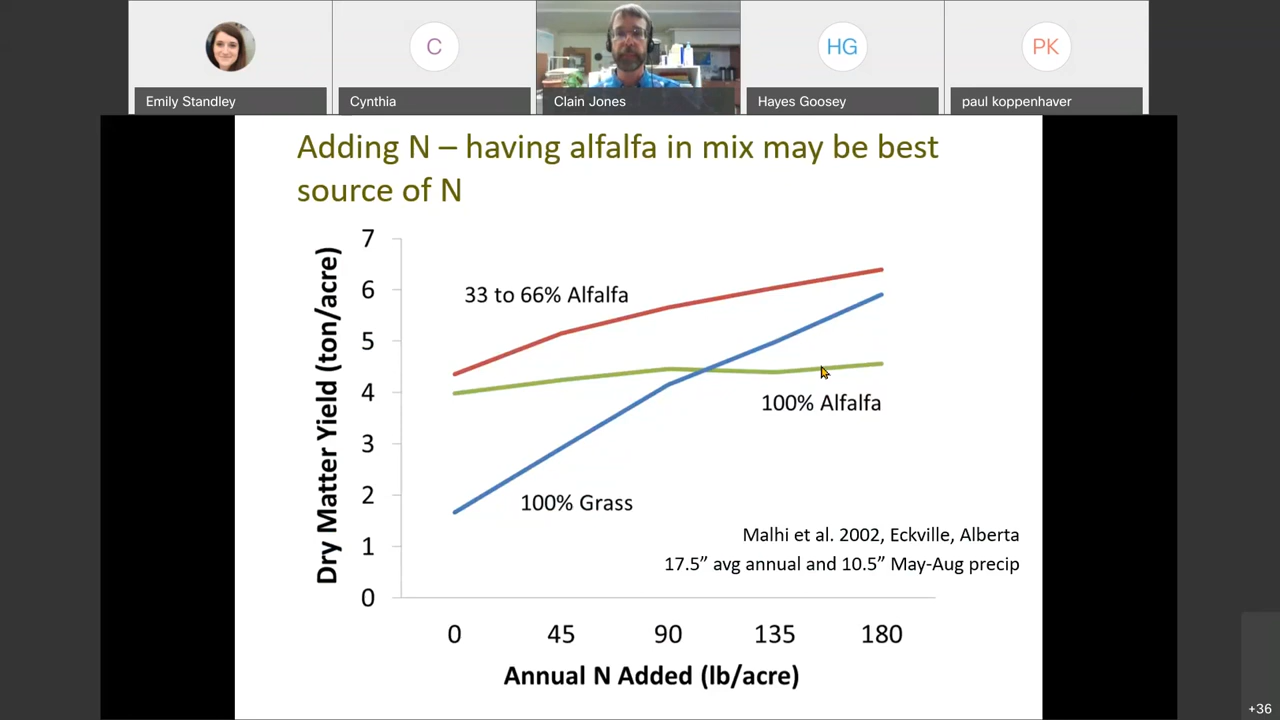 Emily Standley
C
Cynthia
Clain Jones
HG
Hayes Goosey
PK
paul koppenhaver
Adding N – having alfalfa in mix may be best
source of N
Dry Matter Yield (ton/acre)
7
6
5
4
3
2
1
0
33 to 66% Alfalfa
100% Alfalfa
100% Grass
Malhi et al. 2002, Eckville, Alberta
17.5” avg annual and 10.5” May-Aug precip
0 45 90 135 180
Annual N Added (lb/acre)
+36